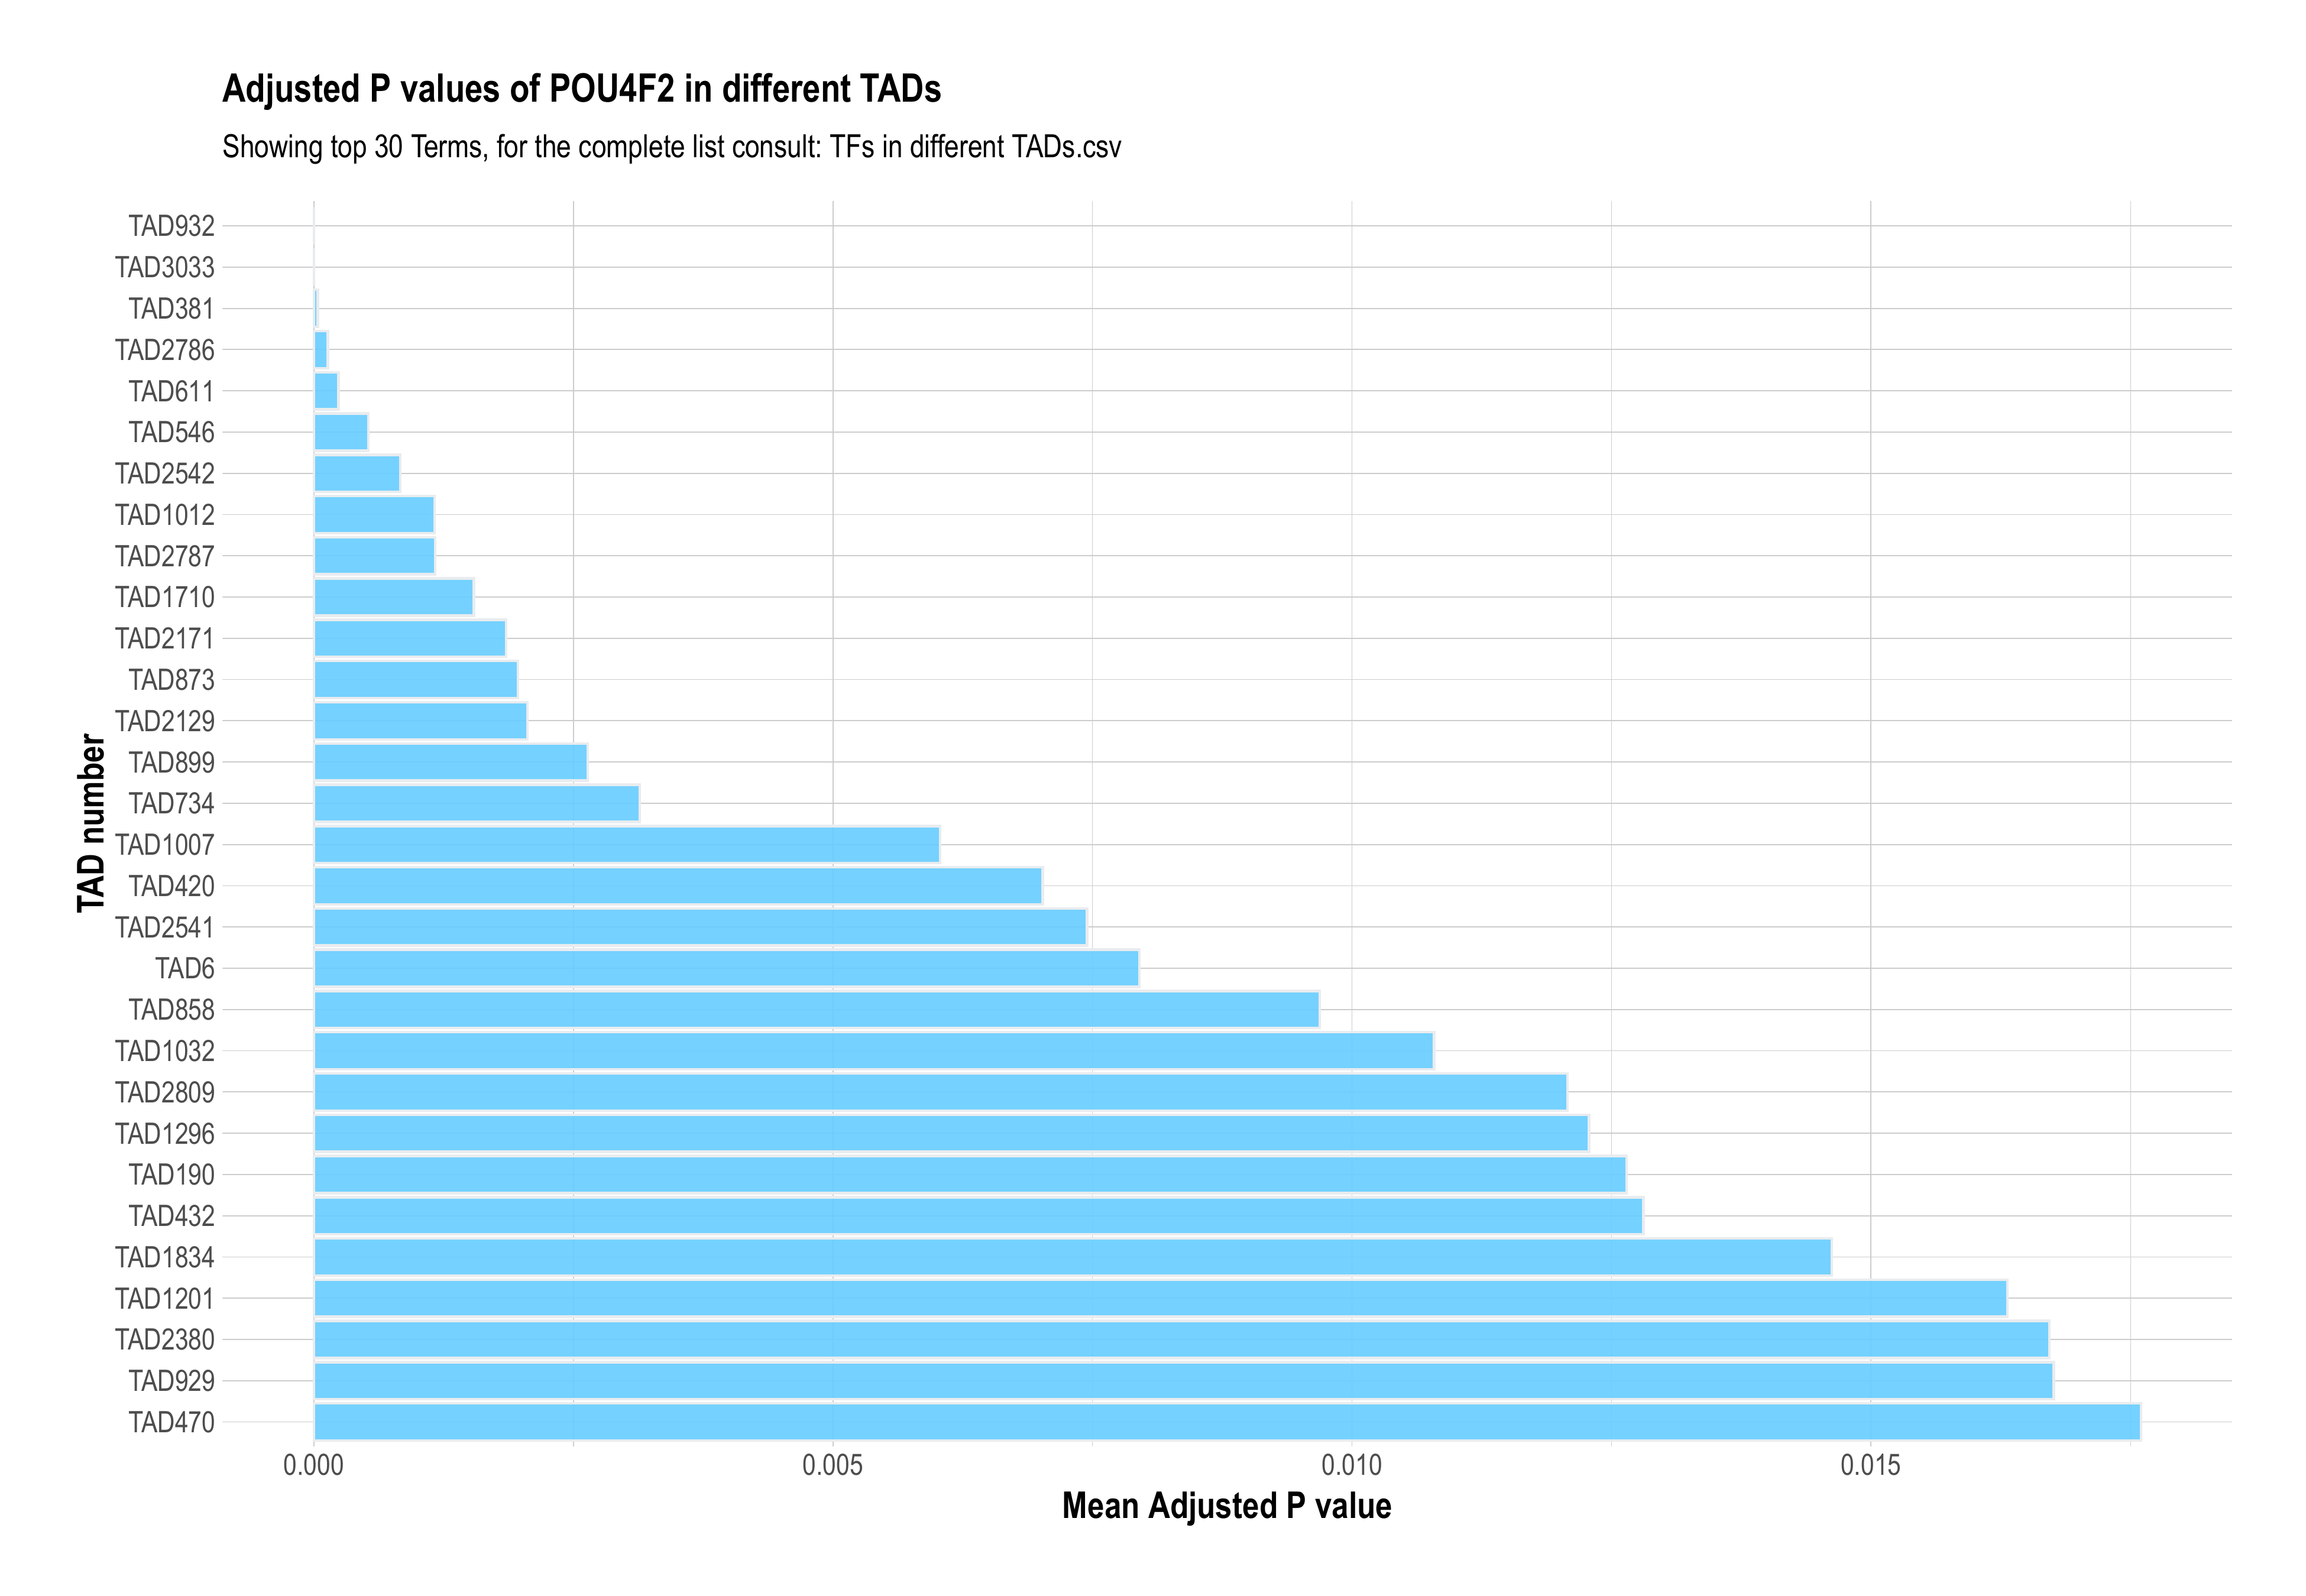 Adjusted P values of POU4F2 in different TADs
Showing top 30 Terms, for the complete list consult: TFs in different TADs.csv
TAD number
TAD932
TAD3033
TAD381
TAD2786
TAD611
TAD546
TAD2542
TAD1012
TAD2787
TAD1710
TAD2171
TAD873
TAD2129
TAD899
TAD734
TAD1007
TAD420
TAD2541
TAD6
TAD858
TAD1032
TAD2809
TAD1296
TAD190
TAD432
TAD1834
TAD1201
TAD2380
TAD929
TAD470
0.000 0.005 0.010 0.015
Mean Adjusted P value